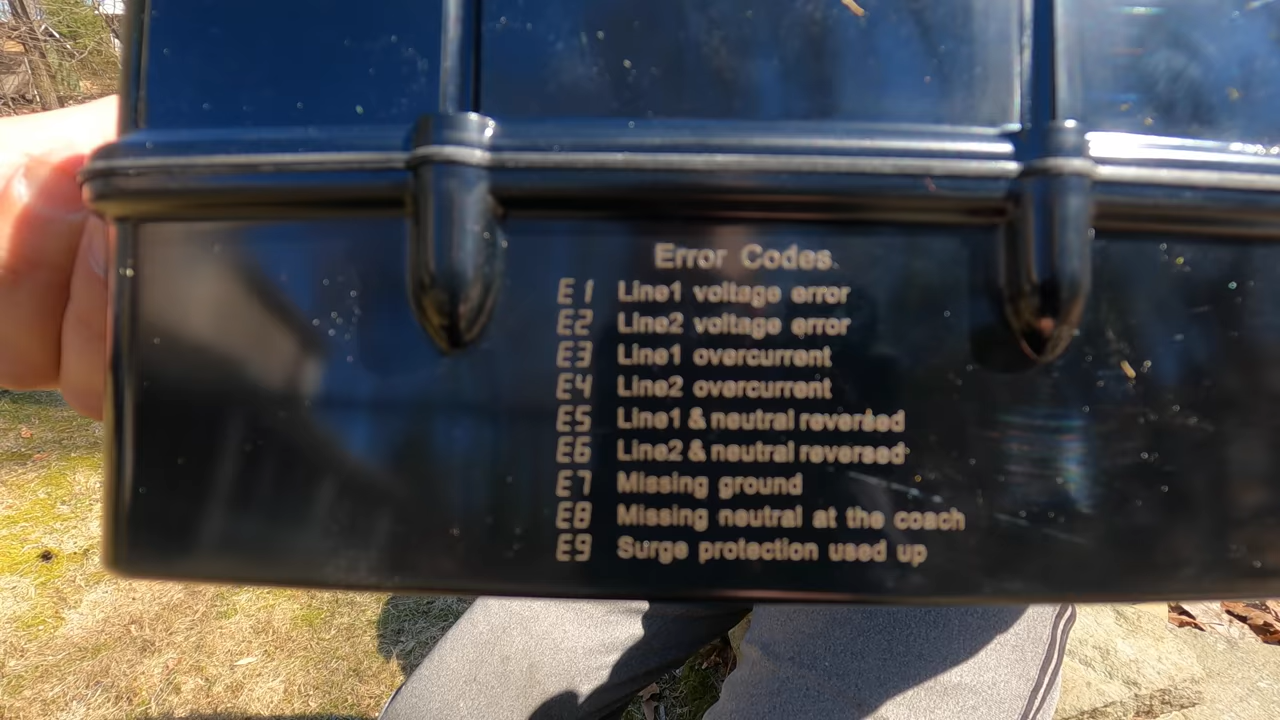 Error Codes
E1 Line1 voltage error
E2 Line2 voltage error
E3 Line1 overcurrent
E4 Line2 overcurrent
E5 Line1 & neutral reversed
E6 Line2 & neutral reversed
E7 Missing ground
E8 Missing neutral at the coach
E9 Surge protection used up